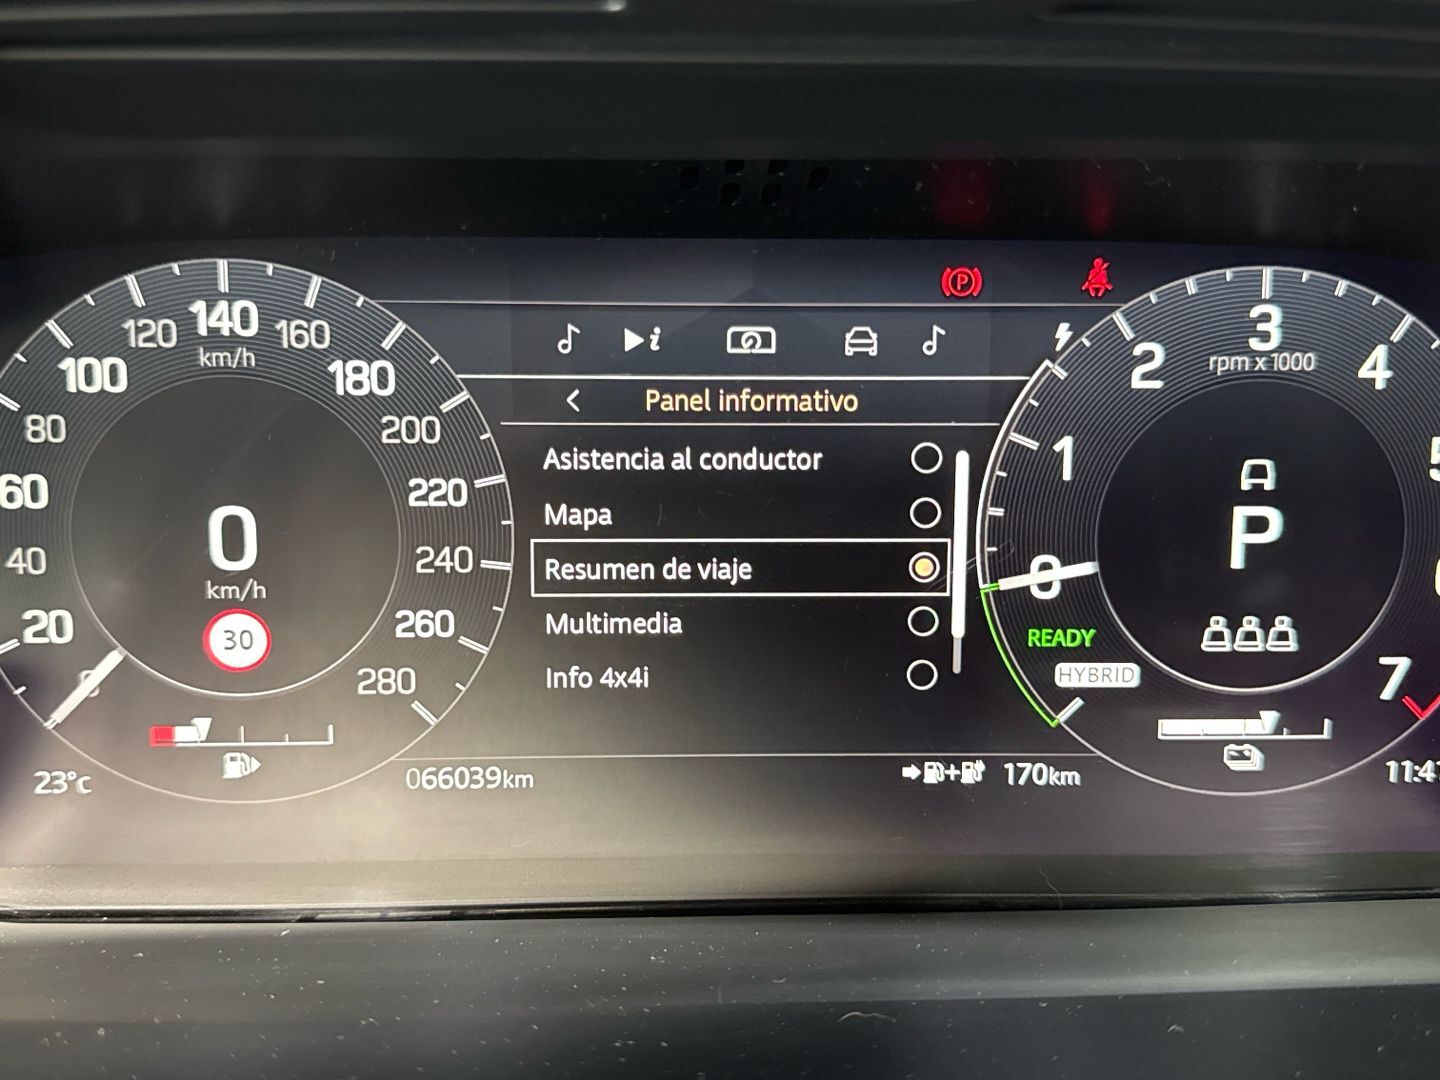 Panel informativo
Asistencia al conductor
Mapa
Resumen de viaje
Multimedia
Info 4x4i
140
120
160
km/h
100
180
80
200
60
220
40
240
20
260
0
280
0
km/h
30
23°C
066039km
170km
3
2
4
rpm x 1000
1
0
7
P
READY
HYBRID
P
i